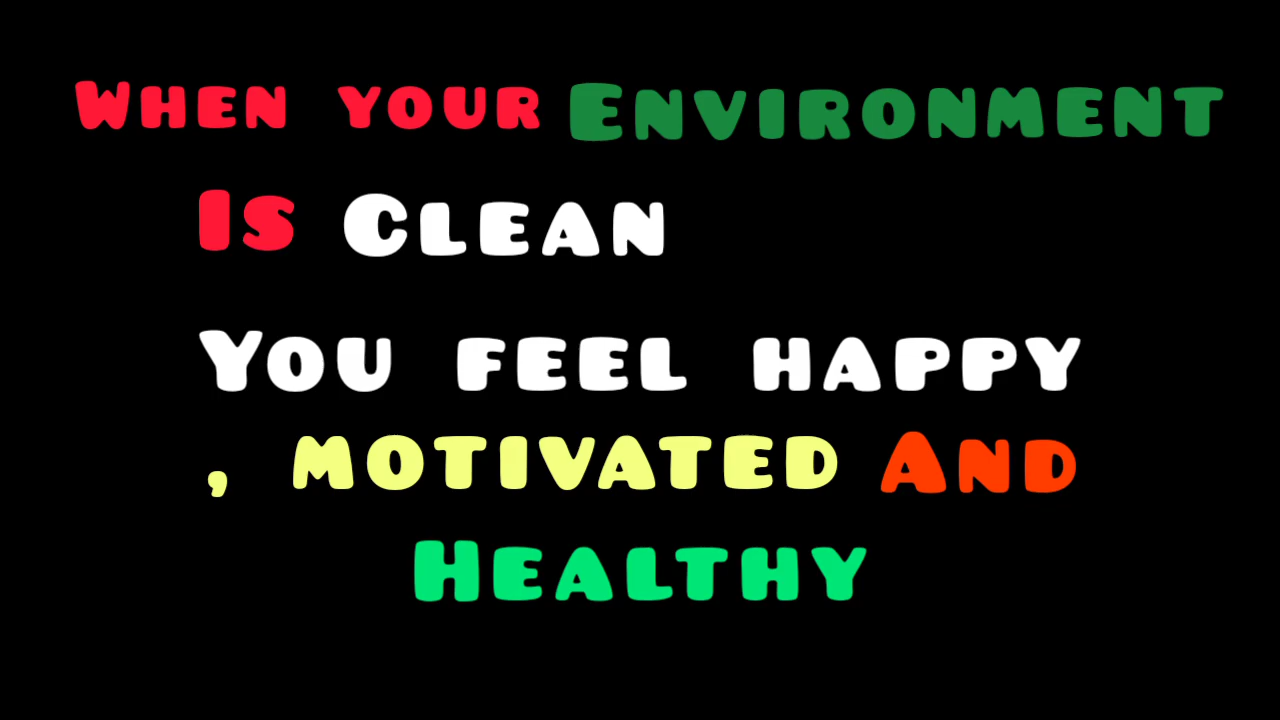 When your Environment
Is Clean
You feel happy
, motivated And
Healthy